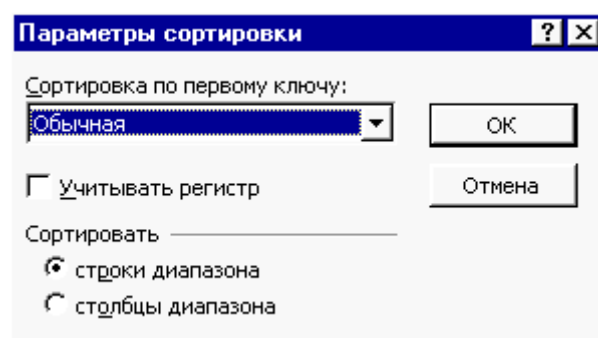 Параметры сортировки
Сортировка по первому ключу:
Обычная
OK
Учитывать регистр
Отмена
Сортировать
строки диапазона
столбцы диапазона